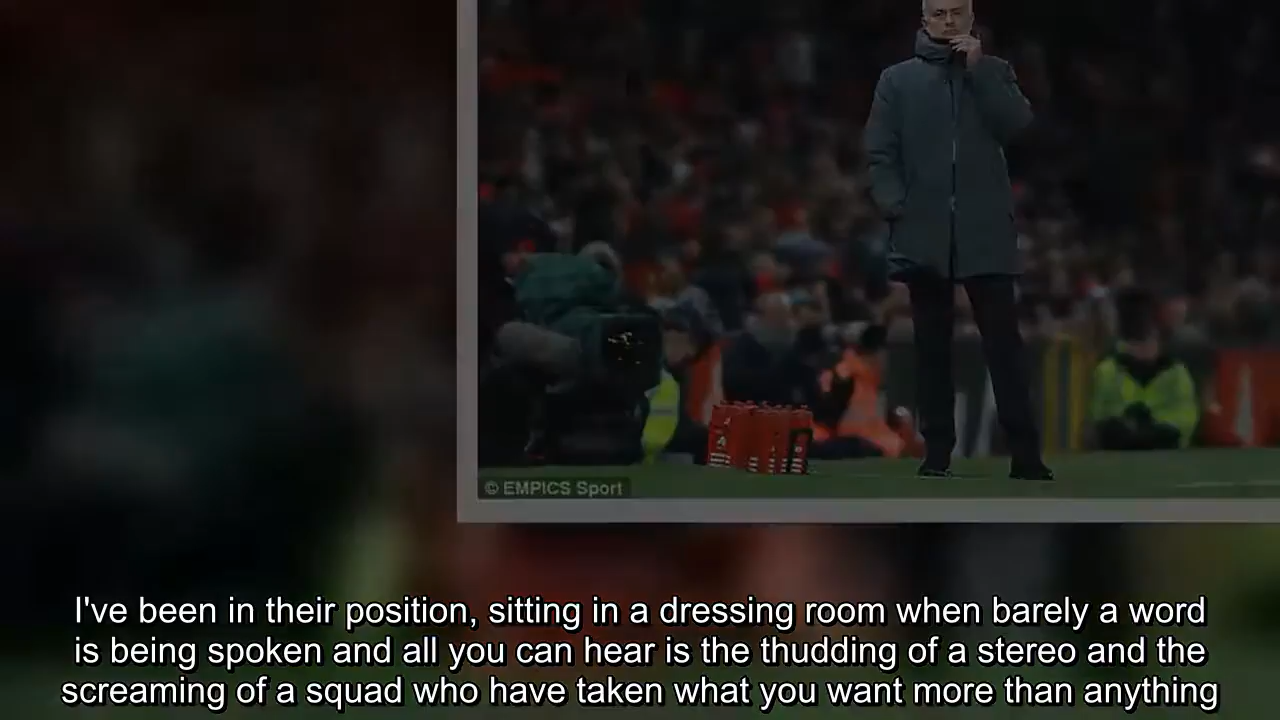 © EMPICS Sport
I've been in their position, sitting in a dressing room when barely a word
is being spoken and all you can hear is the thudding of a stereo and the
screaming of a squad who have taken what you want more than anything